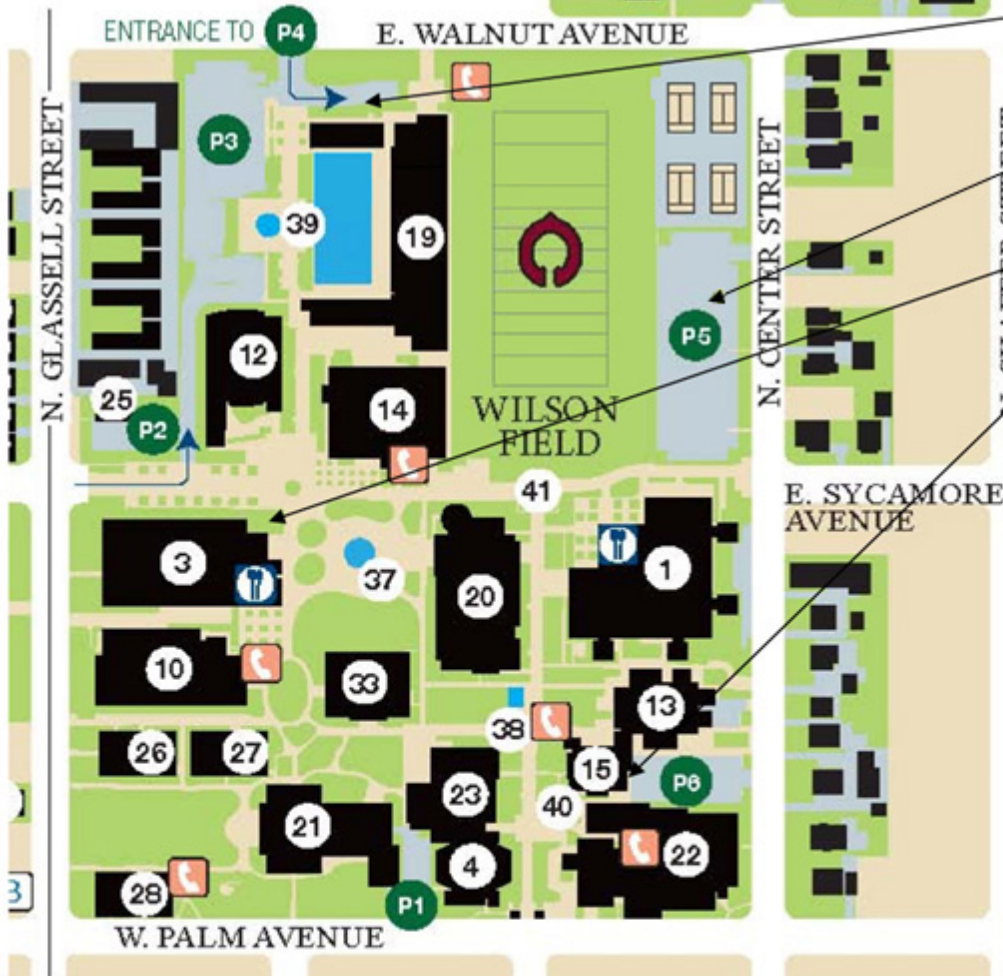 ENTRANCE TO P4
E. WALNUT AVENUE
N. GLASSELL STREET
P3
39
19
N. CENTER STREET
P5
12
14
25
P2
WILSON
FIELD
41
E. SYCAMORE
AVENUE
3
37
20
1
10
33
13
38
26
27
15
P6
23
40
21
4
22
28
P1
W. PALM AVENUE